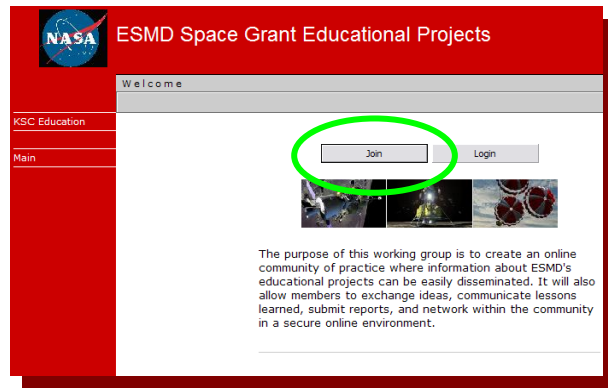 NASA
ESMD Space Grant Educational Projects
Welcome
KSC Education
Main
Join
Login
The purpose of this working group is to create an online
community of practice where information about ESMD's
educational projects can be easily disseminated. It will also
allow members to exchange ideas, communicate lessons
learned, submit reports, and network within the community
in a secure online environment.